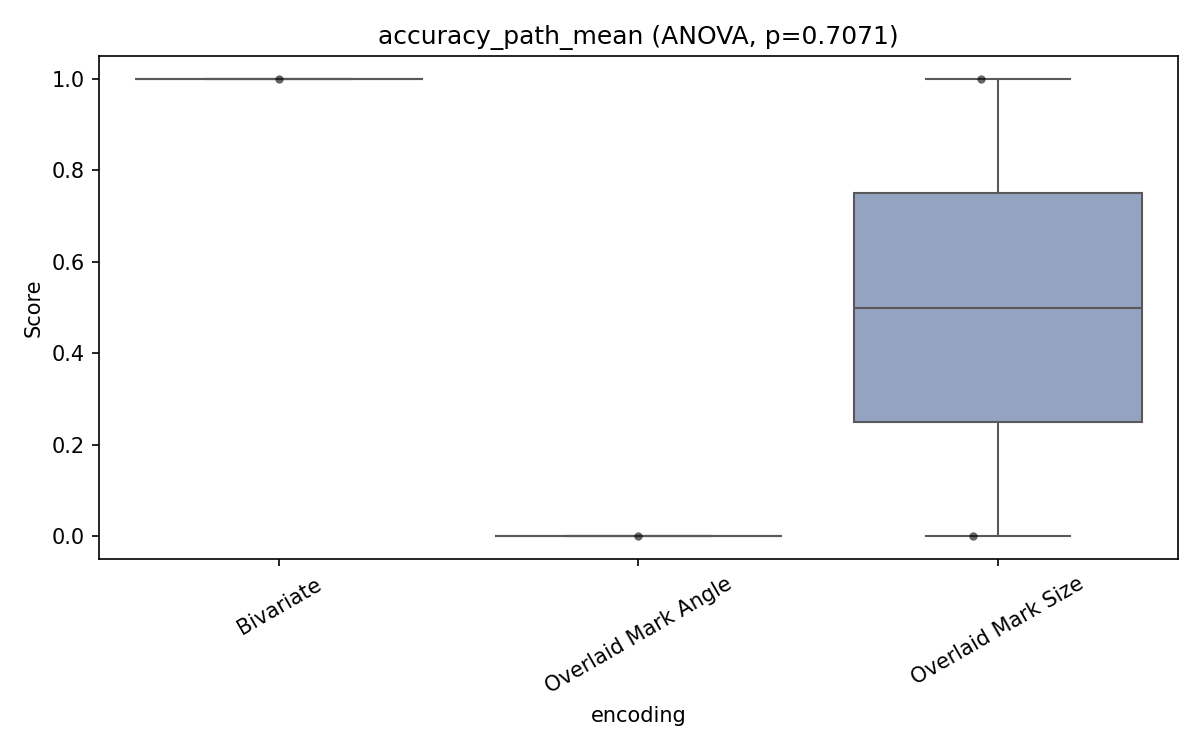 accuracy_path_mean (ANOVA, p=0.7071)
1.0
0.8
0.6
0.4
0.2
0.0
Score
Bivariate
Overlaid Mark Angle
Overlaid Mark Size
encoding